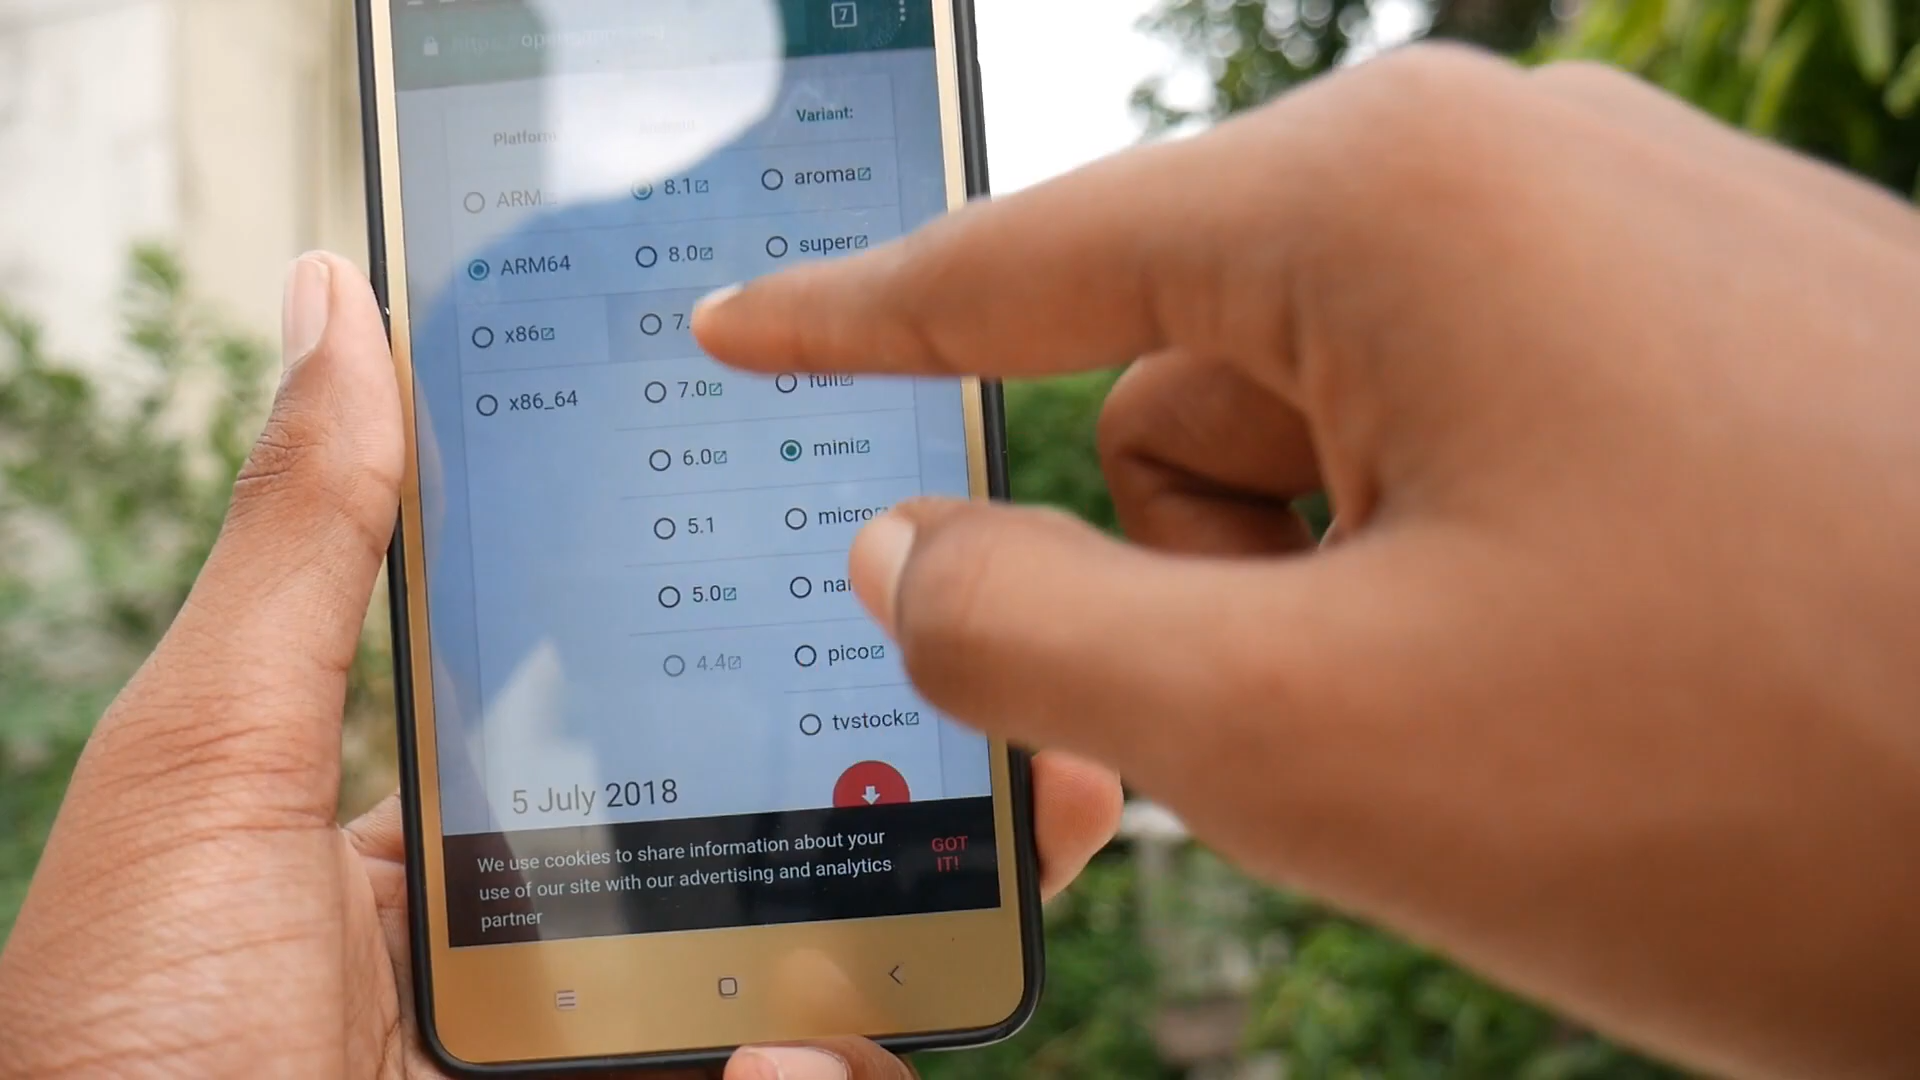 7
Variant:
Platform
ARM
8.1
aroma
ARM64
8.0
super
x86
7.
x86_64
7.0
full
6.0
mini
5.1
micro
5.0
4.4
pico
tvstock
5 July 2018
We use cookies to share information about your
use of our site with our advertising and analytics
partner
GOT
IT!